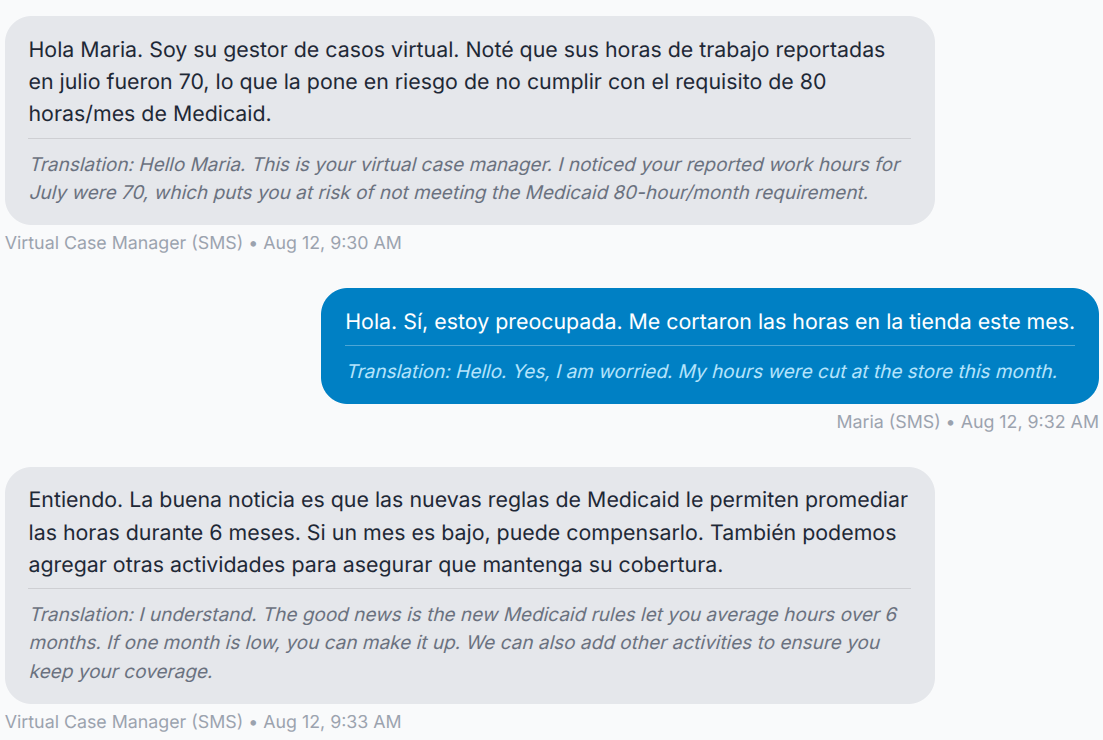 Hola Maria. Soy su gestor de casos virtual. Noté que sus horas de trabajo reportadas
en julio fueron 70, lo que la pone en riesgo de no cumplir con el requisito de 80
horas/mes de Medicaid.
Translation: Hello Maria. This is your virtual case manager. I noticed your reported work hours for
July were 70, which puts you at risk of not meeting the Medicaid 80-hour/month requirement.
Virtual Case Manager (SMS) • Aug 12, 9:30 AM
Hola. Sí, estoy preocupada. Me cortaron las horas en la tienda este mes.
Translation: Hello. Yes, I am worried. My hours were cut at the store this month.
Maria (SMS) • Aug 12, 9:32 AM
Entiendo. La buena noticia es que las nuevas reglas de Medicaid le permiten promediar
las horas durante 6 meses. Si un mes es bajo, puede compensarlo. También podemos
agregar otras actividades para asegurar que mantenga su cobertura.
Translation: I understand. The good news is the new Medicaid rules let you average hours over 6
months. If one month is low, you can make it up. We can also add other activities to ensure you
keep your coverage.
Virtual Case Manager (SMS) • Aug 12, 9:33 AM